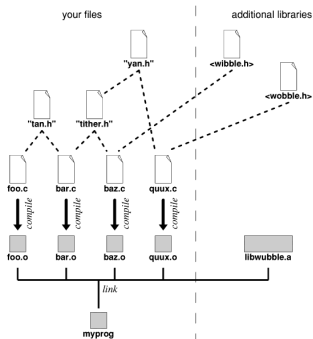 your files
additional libraries
"yan.h"
<wibble.h>
<wobble.h>
"tan.h"
"tither.h"
foo.c
bar.c
baz.c
quux.c
compile
compile
compile
compile
foo.o
bar.o
baz.o
quux.o
libwubble.a
link
myprog